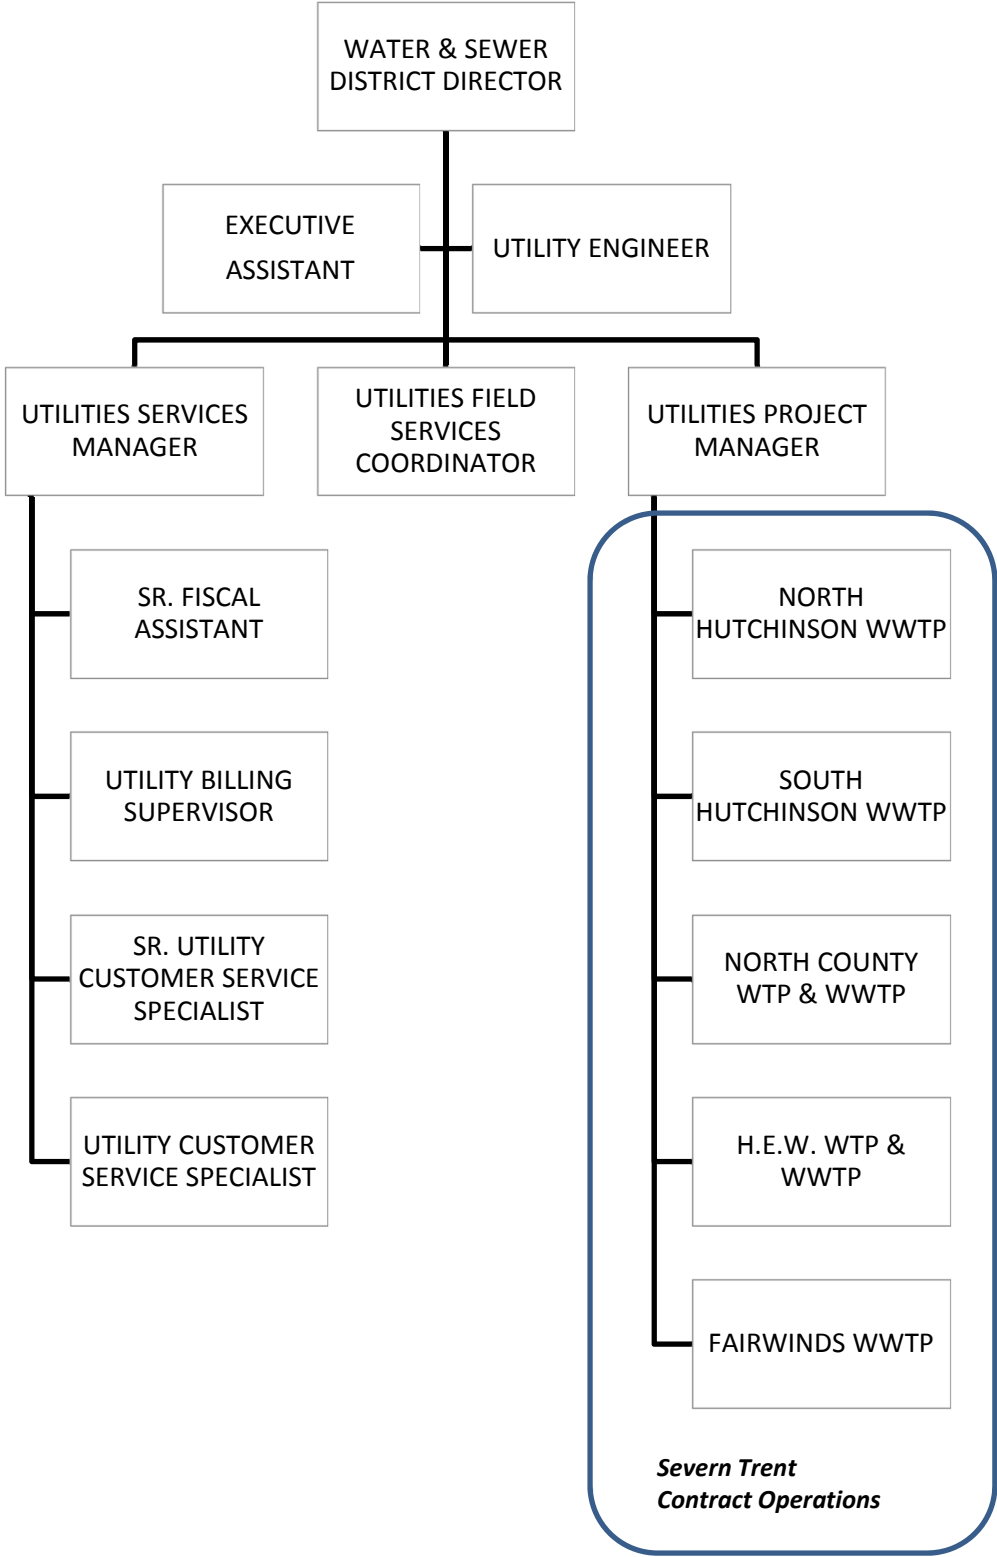 WATER & SEWER
DISTRICT DIRECTOR
EXECUTIVE
ASSISTANT
UTILITY ENGINEER
UTILITIES SERVICES
MANAGER
UTILITIES FIELD
SERVICES
COORDINATOR
UTILITIES PROJECT
MANAGER
SR. FISCAL
ASSISTANT
UTILITY BILLING
SUPERVISOR
SR. UTILITY
CUSTOMER SERVICE
SPECIALIST
UTILITY CUSTOMER
SERVICE SPECIALIST
NORTH
HUTCHINSON WWTP
SOUTH
HUTCHINSON WWTP
NORTH COUNTY
WTP & WWTP
H.E.W. WTP &
WWTP
FAIRWINDS WWTP
Severn Trent
Contract Operations